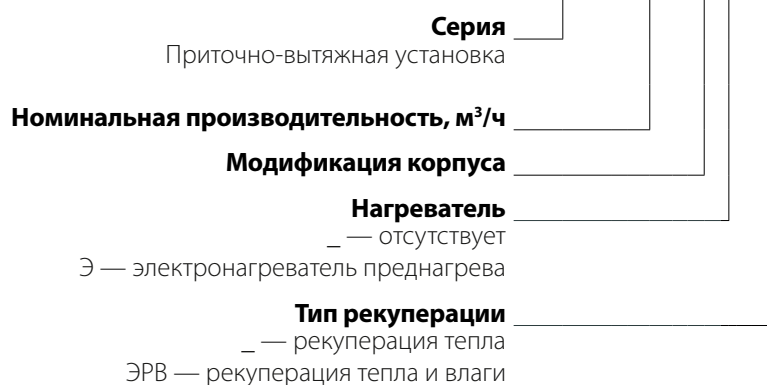 Серия
Приточно-вытяжная установка
Номинальная производительность, м³/ч
Модификация корпуса
Нагреватель
_ — отсутствует
Э — электронагреватель преднагрева
Тип рекуперации
_ — рекуперация тепла
ЭРВ — рекуперация тепла и влаги